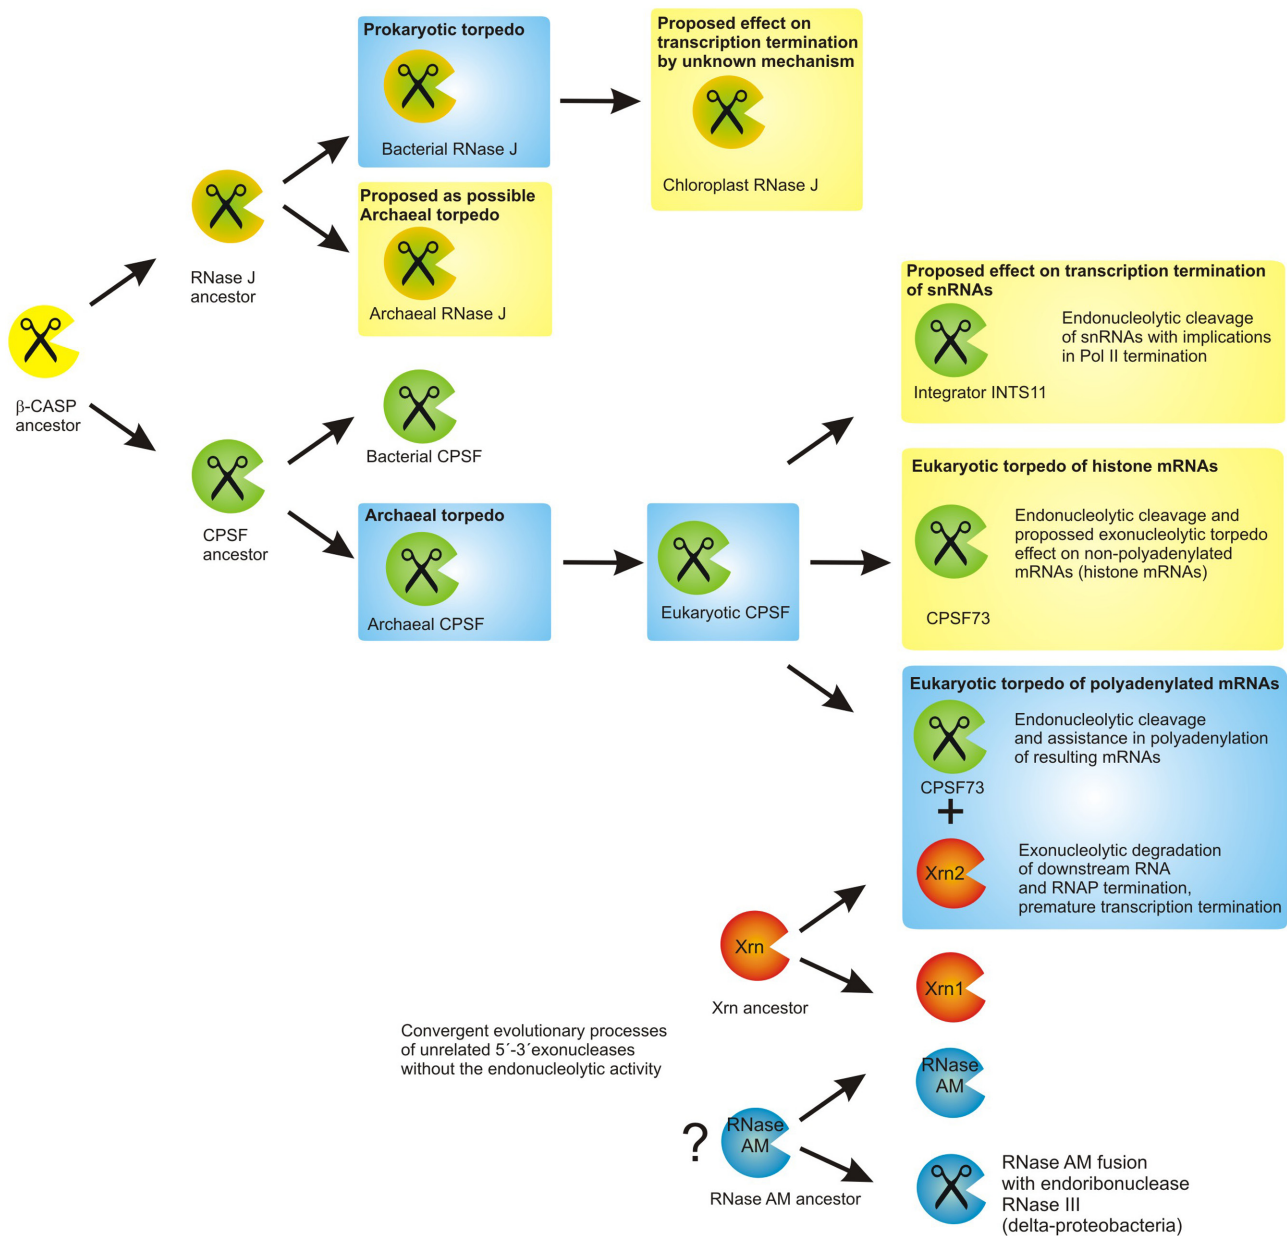 Prokaryotic torpedo
Bacterial RNase J
Proposed effect on
transcription termination
by unknown mechanism
Chloroplast RNase J
Proposed as possible
Archaeal torpedo
Archaeal RNase J
RNase J
ancestor
β-CASP
ancestor
Bacterial CPSF
CPSF
ancestor
Archaeal torpedo
Archaeal CPSF
Eukaryotic CPSF
Proposed effect on transcription termination
of snRNAs
Endonucleolytic cleavage
of snRNAs with implications
in Pol II termination
Integrator INTS11
Eukaryotic torpedo of histone mRNAs
Endonucleolytic cleavage and
propossed exonucleolytic torpedo
effect on non-polyadenylated
mRNAs (histone mRNAs)
CPSF73
Eukaryotic torpedo of polyadenylated mRNAs
Endonucleolytic cleavage
and assistance in polyadenylation
of resulting mRNAs
CPSF73
+
Xrn2
Exonucleolytic degradation
of downstream RNA
and RNAP termination,
premature transcription termination
Xrn
Xrn ancestor
Xrn1
Convergent evolutionary processes
of unrelated 5´-3´exonucleases
without the endonucleolytic activity
RNase
AM
?
RNase
AM
RNase AM ancestor
RNase AM fusion
with endoribonuclease
RNase III
(delta-proteobacteria)